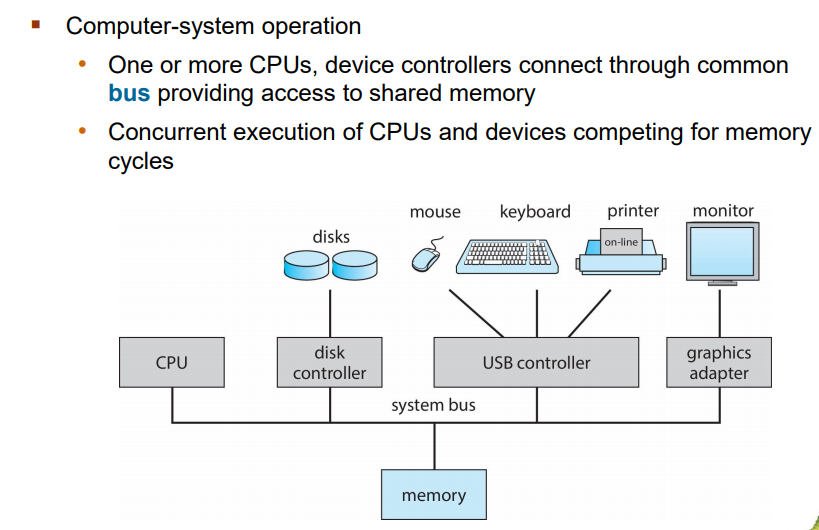 Computer-system operation
One or more CPUs, device controllers connect through common
bus providing access to shared memory
Concurrent execution of CPUs and devices competing for memory
cycles
mouse keyboard printer monitor
disks
on-line
CPU
disk
controller
USB controller
graphics
adapter
system bus
memory